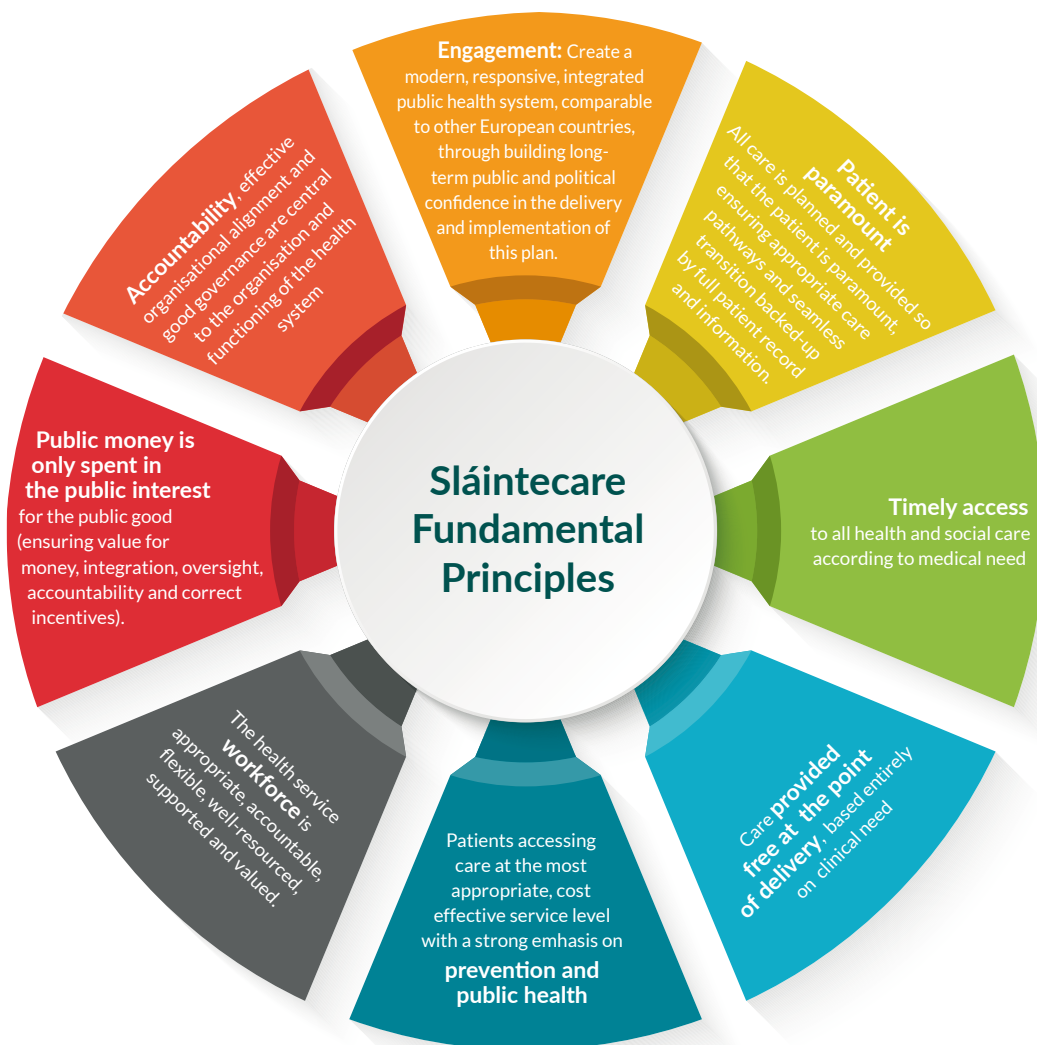 Sláintecare
Fundamental
Principles
Engagement: Create a
modern, responsive, integrated
public health system, comparable
to other European countries,
through building long-
term public and political
confidence in the delivery
and implementation of
this plan.
Patient is
paramount
All care is planned and provided so
that the patient is paramount,
ensuring appropriate care
pathways and seamless
transition backed-up
by full patient record
and information.
Timely access
to all health and social care
according to medical need
Care provided
free at the point
of delivery, based entirely
on clinical need
Patients accessing
care at the most
appropriate, cost
effective service level
with a strong emhasis on
prevention and
public health
The health service
workforce is
appropriate, accountable,
flexible, well-resourced,
supported and valued.
Public money is
only spent in
the public interest
for the public good
(ensuring value for
money, integration, oversight,
accountability and correct
incentives).
Accountability, effective
organisational alignment and
good governance are central
to the organisation and
functioning of the health
system